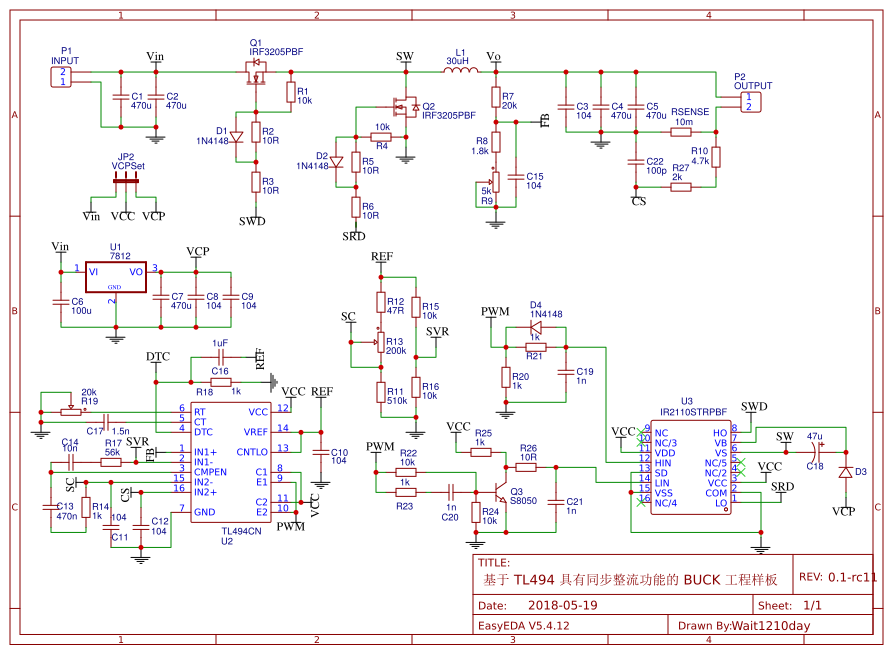 1 2 3 4
A
B
C
P1
INPUT
2
1
Vin
C1
470u
C2
470u
Q1
IRF3205PBF
R1
10k
D1
1N4148
R2
10R
R3
10R
SWD
SW
Q2
IRF3205PBF
10k
R4
D2
1N4148
R5
10R
R6
10R
SRD
L1
30uH
Vo
R7
20k
FB
R8
1.8k
5k
R9
C15
104
C3
104
C4
470u
C5
470u
RSENSE
10m
P2
OUTPUT
1
2
R10
4.7k
C22
100p
R27
2k
CS
JP2
VCPSet
Vin
VCC
VCP
A
Vin
U1
7812
1
VI
VO
3
GND
2
VCP
C6
100u
C7
470u
C8
104
C9
104
REF
R12
47R
R15
10k
SC
R13
200k
SVR
R11
510k
R16
10k
PWM
D4
1N4148
1k
R21
R20
1k
C19
1n
B
DTC
1uF
C16
REF
R18
1k
20k
R19
C17
1.5n
C14
10n
R17
56k
SVR
FB
SC
CS
C13
470n
R14
1k
104
C11
C12
104
6
RT
5
CT
4
DTC
1
IN1+
2
IN1-
3
CMPEN
15
IN2-
16
IN2+
7
GND
VCC
12
VREF
14
CNTLO
13
C1
8
E1
9
C2
11
E2
10
TL494CN
U2
VCC
REF
C10
104
VCC
PWM
PWM
R22
10k
1k
R23
1n
C20
VCC
R25
1k
R26
10R
Q3
S8050
R24
10k
C21
1n
U3
IR2110STRPBF
VCC
9
NC
10
NC/3
11
VDD
12
HIN
13
SD
14
LIN
15
VSS
16
NC/4
HO
8
VB
7
VS
6
NC/5
5
NC/2
4
VCC
3
COM
2
LO
1
SWD
SW
47u
C18
D3
VCP
VCC
SRD
C
TITLE:
基于 TL494 具有同步整流功能的 BUCK 工程样板
REV: 0.1-rc11
Date: 2018-05-19
Sheet: 1/1
EasyEDA V5.4.12
Drawn By:Wait1210day
1 2 3 4